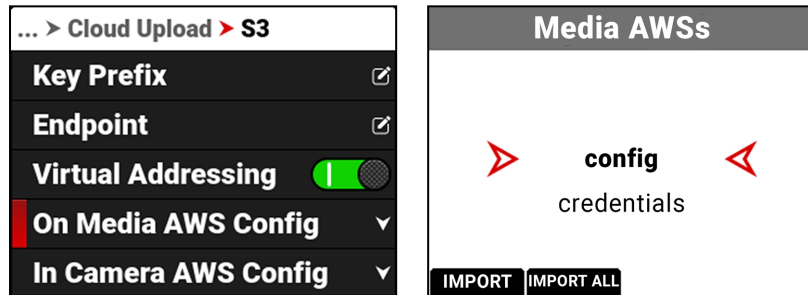 ... > Cloud Upload > S3
Key Prefix
Endpoint
Virtual Addressing
On Media AWS Config
In Camera AWS Config
Media AWSs
config
credentials
IMPORT
IMPORT ALL